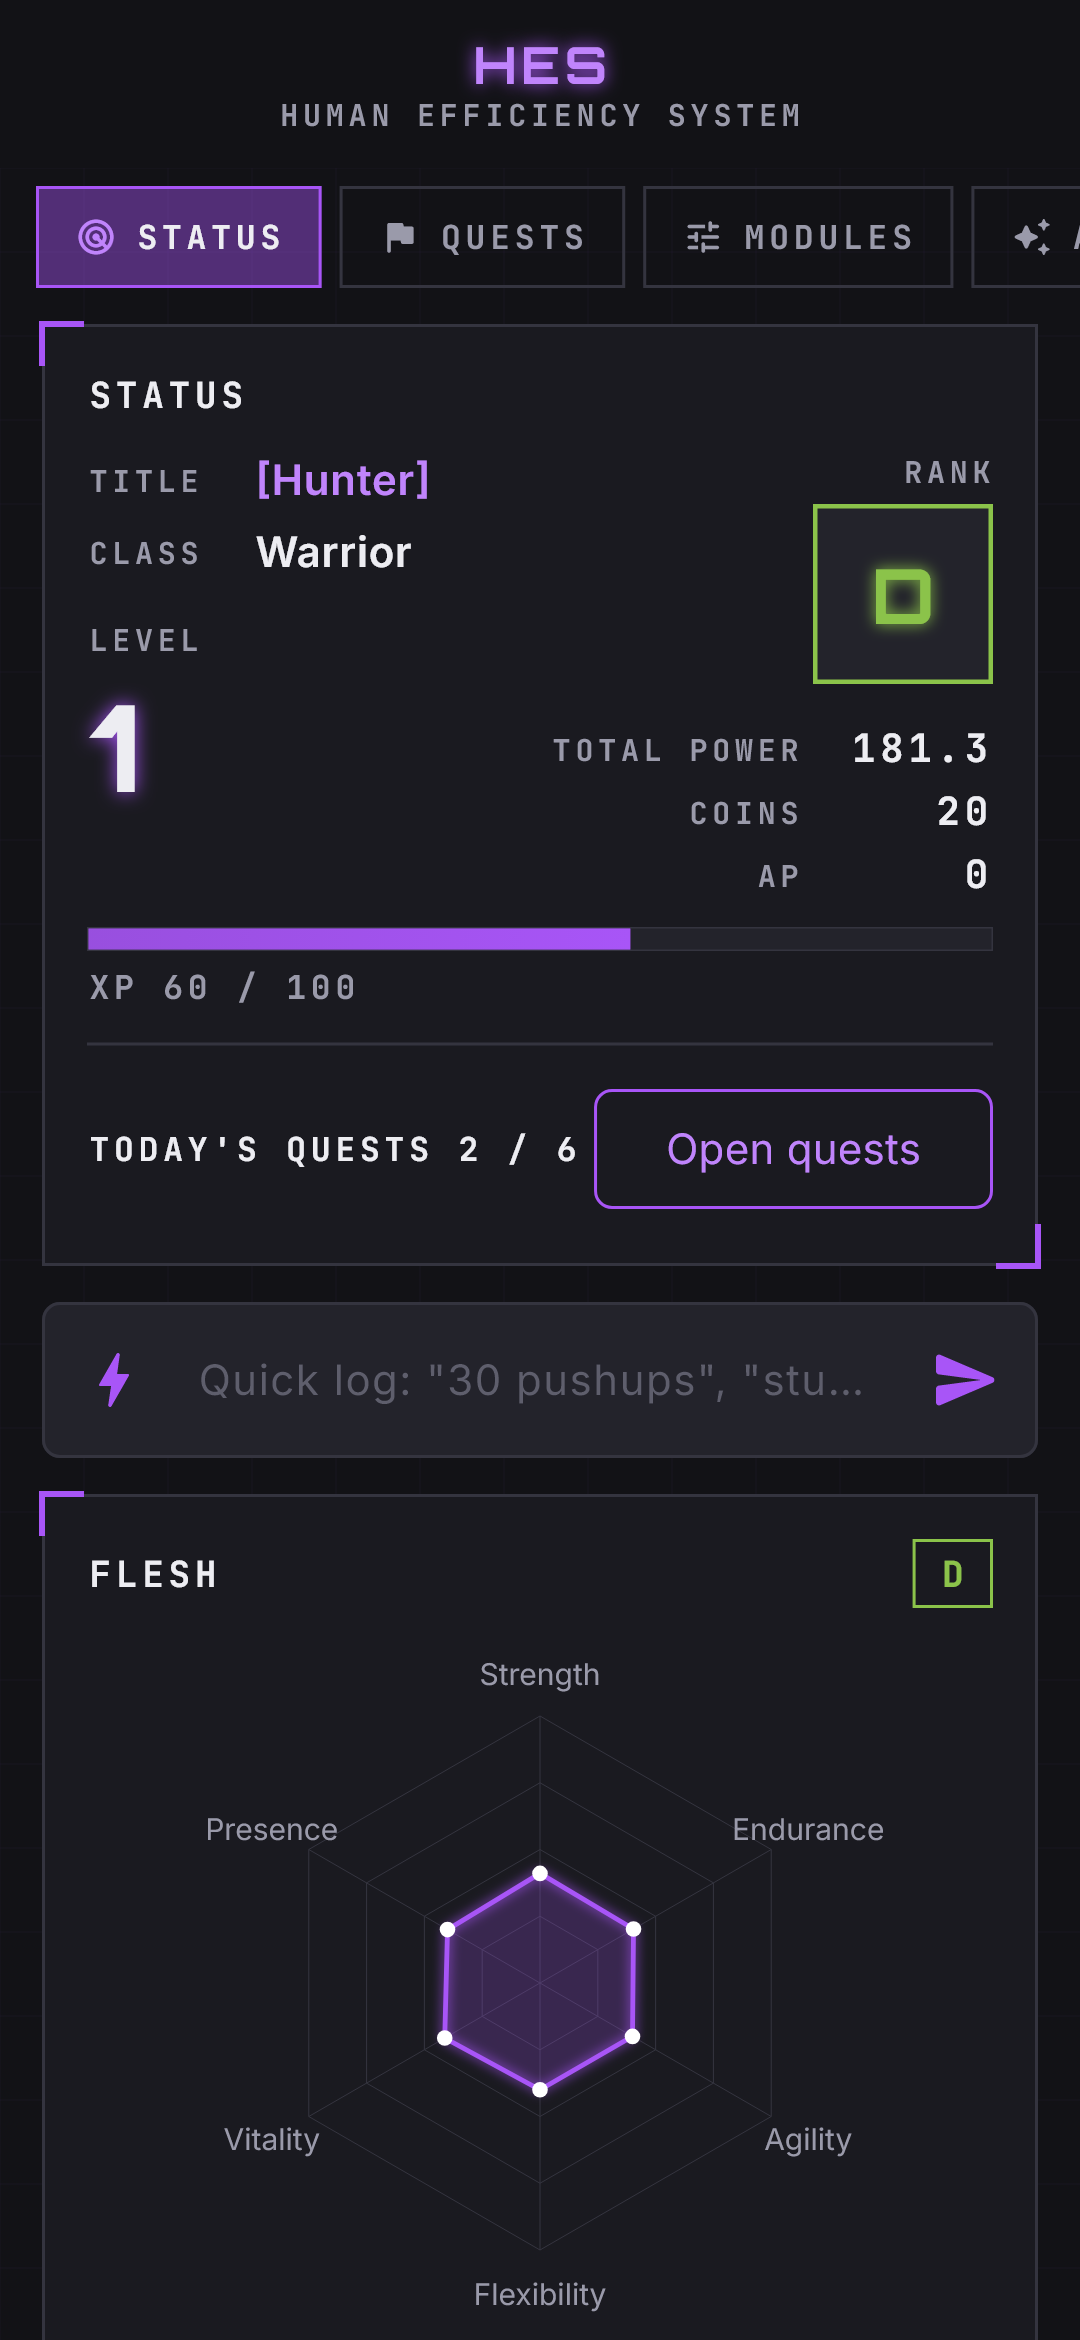 HES
HUMAN EFFICIENCY SYSTEM
STATUS
QUESTS
MODULES
STATUS
TITLE [Hunter]
RANK
CLASS Warrior
D
LEVEL
1
TOTAL POWER 181.3
COINS 20
AP 0
XP 60 / 100
TODAY'S QUESTS 2 / 6
Open quests
Quick log: "30 pushups", "stu...
FLESH
D
Strength
Presence
Endurance
Vitality
Agility
Flexibility